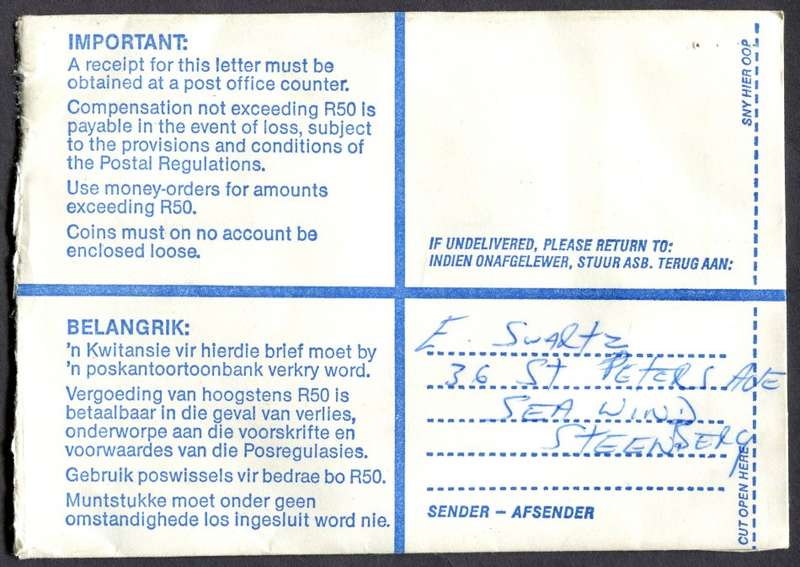 IMPORTANT:
A receipt for this letter must be
obtained at a post office counter.
Compensation not exceeding R50 is
payable in the event of loss, subject
to the provisions and conditions of
the Postal Regulations.
Use money-orders for amounts
exceeding R50.
Coins must on no account be
enclosed loose.
SNY HIER OOP
IF UNDELIVERED, PLEASE RETURN TO:
INDIEN ONAFGELEWER, STUUR ASB. TERUG AAN:
BELANGRIK:
'n Kwitansie vir hierdie brief moet by
'n poskantoortoonbank verkry word.
Vergoeding van hoogstens R50 is
betaalbaar in die geval van verlies,
onderworpe aan die voorskrifte en
voorwaardes van die Posregulasies.
Gebruik poswissels vir bedrae bo R50.
Muntstukke moet onder geen
omstandighede los ingesluit word nie.
E. Swartz
36 St PETERS AVE
SEA WIND
STEENBERG
SENDER – AFSENDER
CUT OPEN HERE